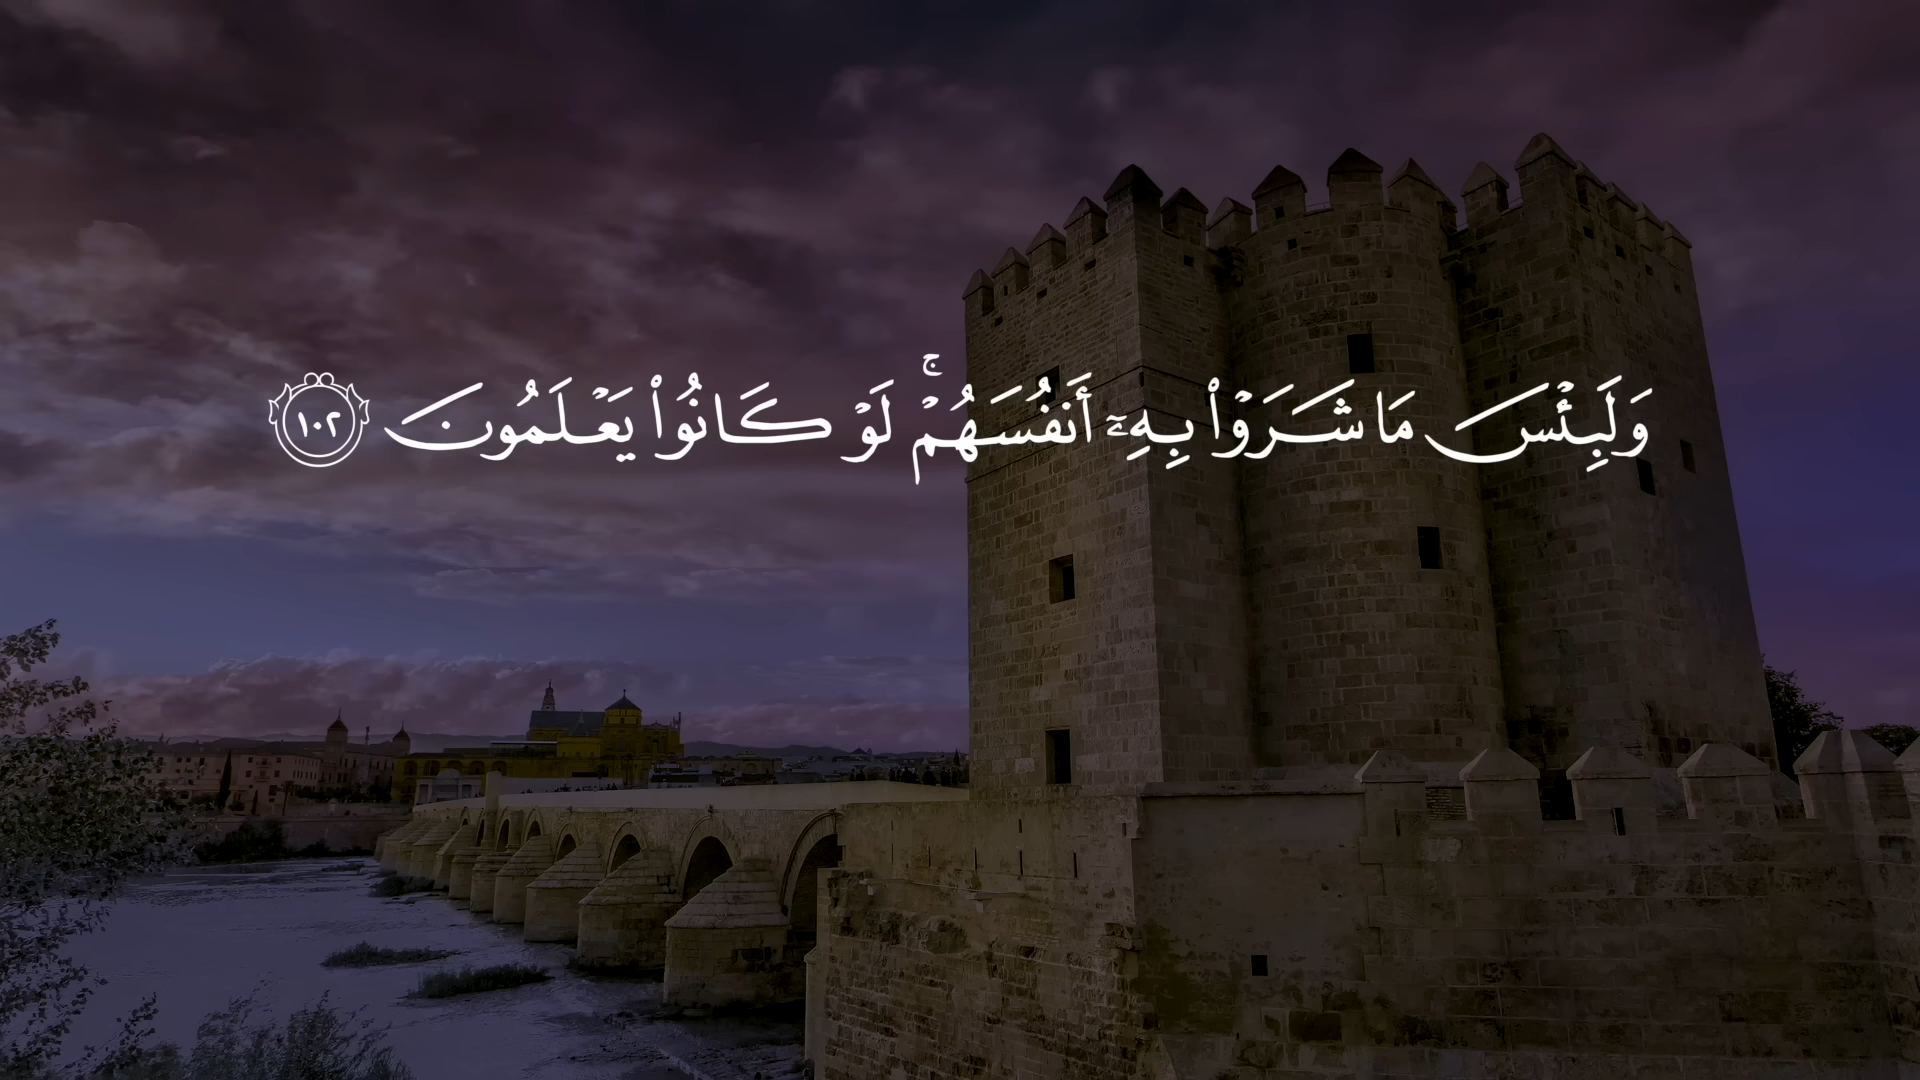 وَلَبِئْسَ مَا شَرَوْا۟ بِهِۦٓ أَنفُسَهُمْ ۚ لَوْ كَانُوا۟ يَعْلَمُونَ ١٠٢